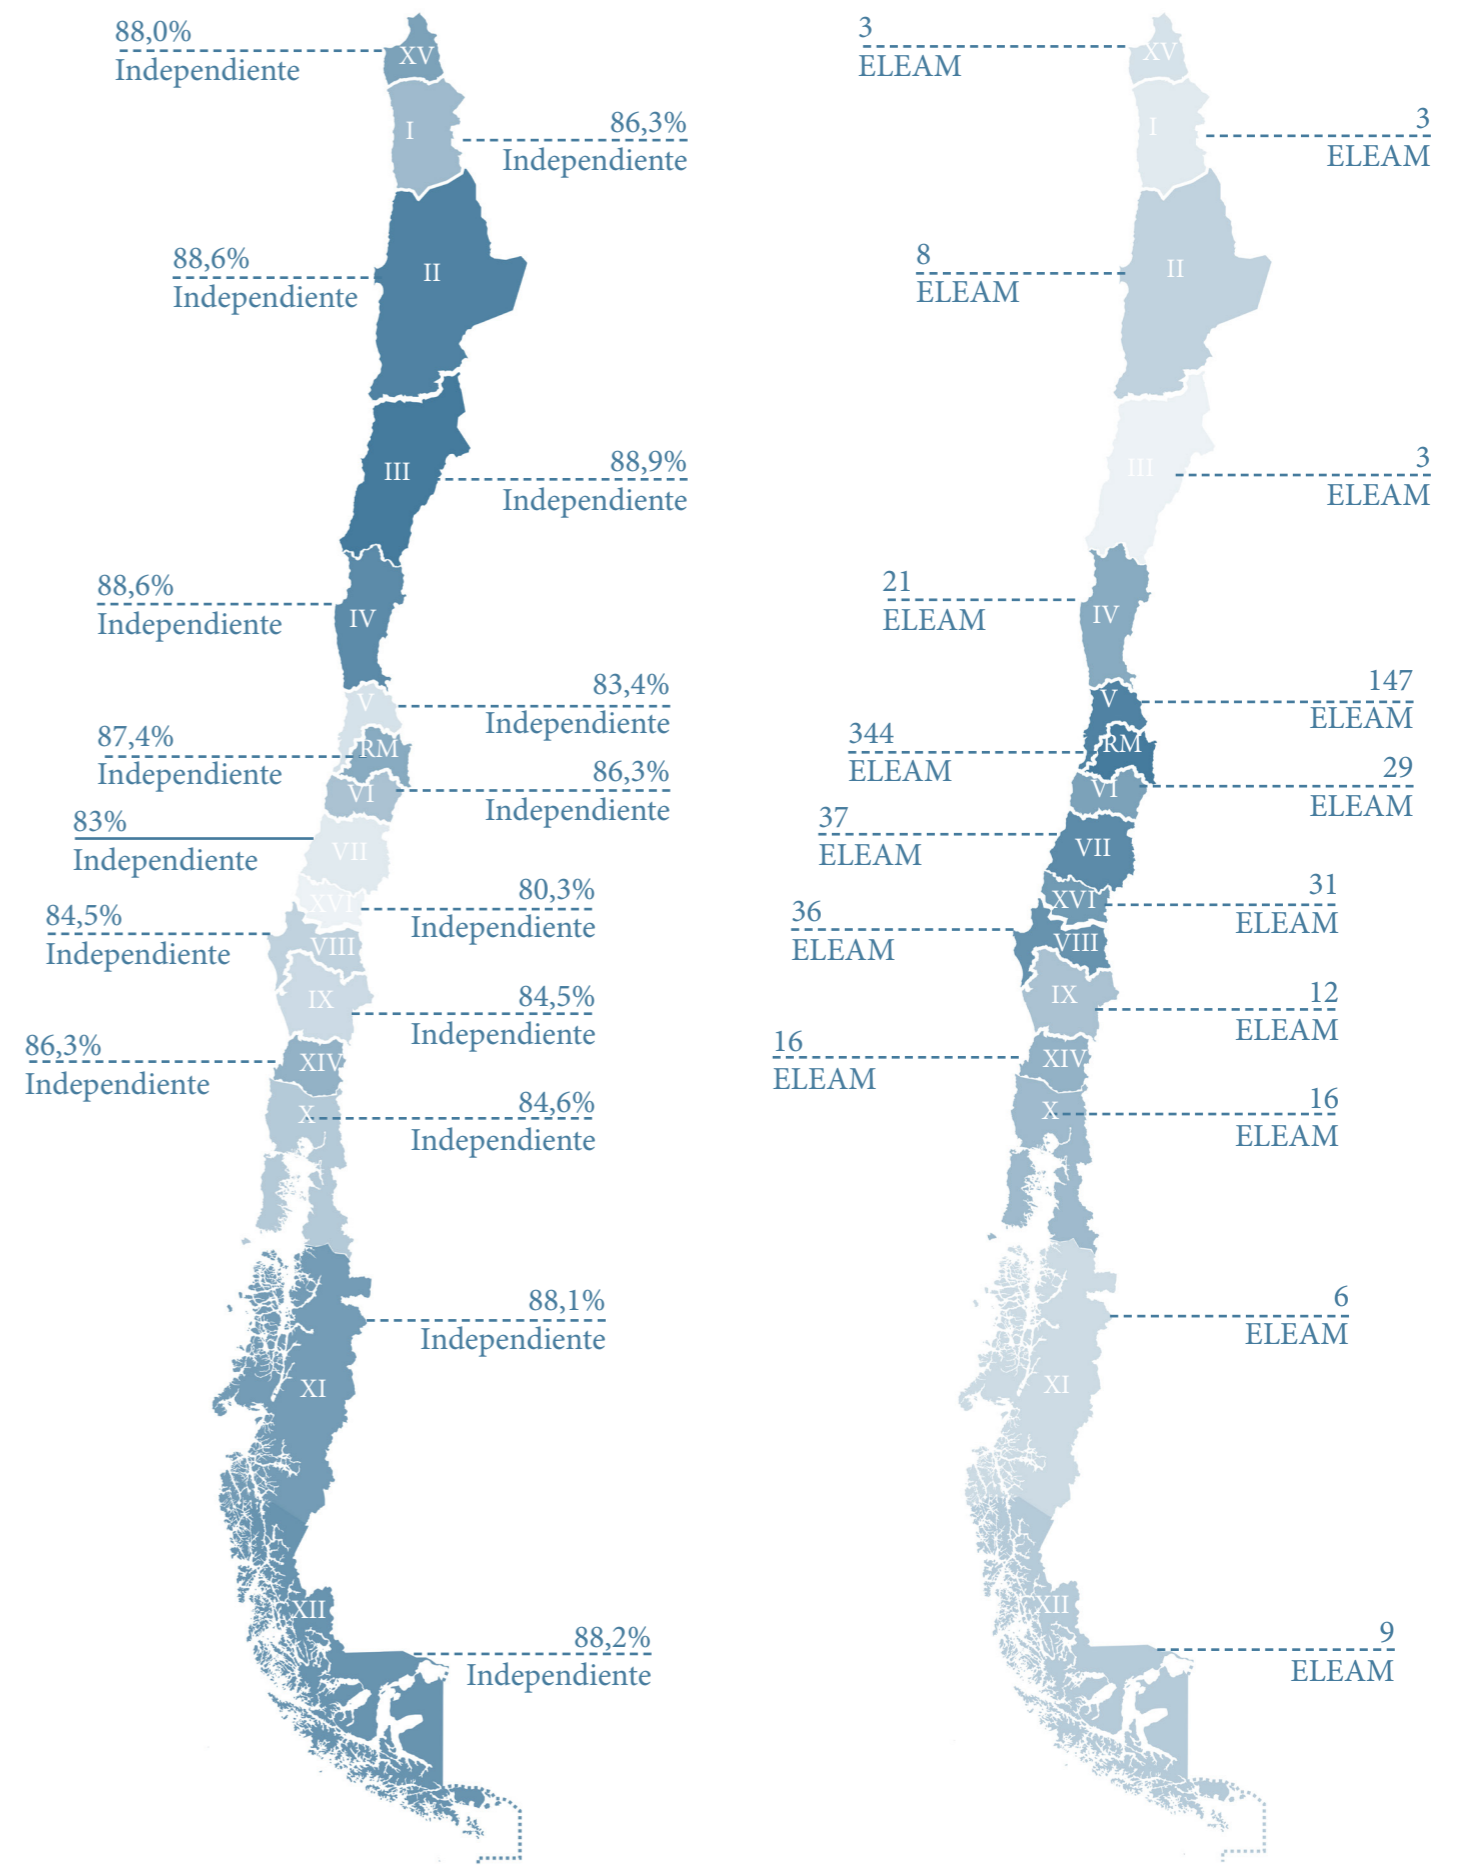 88,0%
Independiente
XV
I
86,3%
Independiente
88,6%
Independiente
II
III
88,9%
Independiente
88,6%
Independiente
IV
83,4%
Independiente
V
87,4%
Independiente
RM
86,3%
Independiente
VI
83%
Independiente
VII
80,3%
Independiente
XVI
84,5%
Independiente
VIII
IX
84,5%
Independiente
86,3%
Independiente
XIV
84,6%
Independiente
X
88,1%
Independiente
XI
XII
88,2%
Independiente
3
ELEAM
XV
I
3
ELEAM
8
ELEAM
II
III
3
ELEAM
21
ELEAM
IV
147
ELEAM
V
344
ELEAM
RM
29
ELEAM
VI
37
ELEAM
VII
31
ELEAM
XVI
36
ELEAM
VIII
IX
12
ELEAM
16
ELEAM
XIV
16
ELEAM
X
6
ELEAM
XI
XII
9
ELEAM